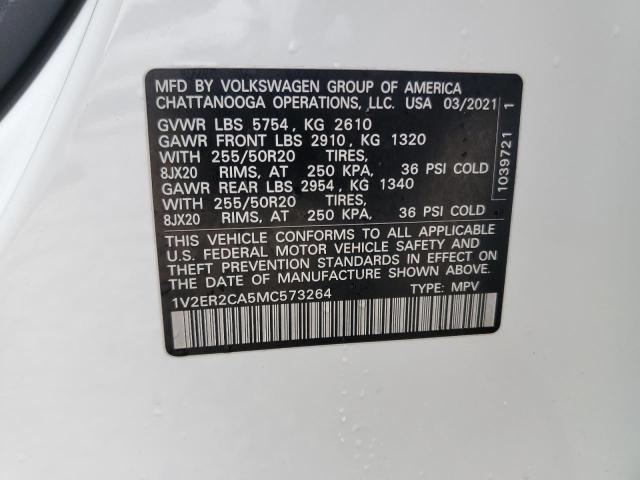 MFD BY VOLKSWAGEN GROUP OF AMERICA
CHATTANOOGA OPERATIONS, LLC. USA 03/2021
GVWR LBS 5754, KG 2610
GAWR FRONT LBS 2910, KG 1320
WITH 255/50R20 TIRES,
8JX20 RIMS, AT 250 KPA, 36 PSI COLD
GAWR REAR LBS 2954, KG 1340
WITH 255/50R20 TIRES,
8JX20 RIMS, AT 250 KPA, 36 PSI COLD
THIS VEHICLE CONFORMS TO ALL APPLICABLE
U.S. FEDERAL MOTOR VEHICLE SAFETY AND
THEFT PREVENTION STANDARDS IN EFFECT ON
THE DATE OF MANUFACTURE SHOWN ABOVE.
1V2ER2CA5MC573264 TYPE: MPV
1039721 1